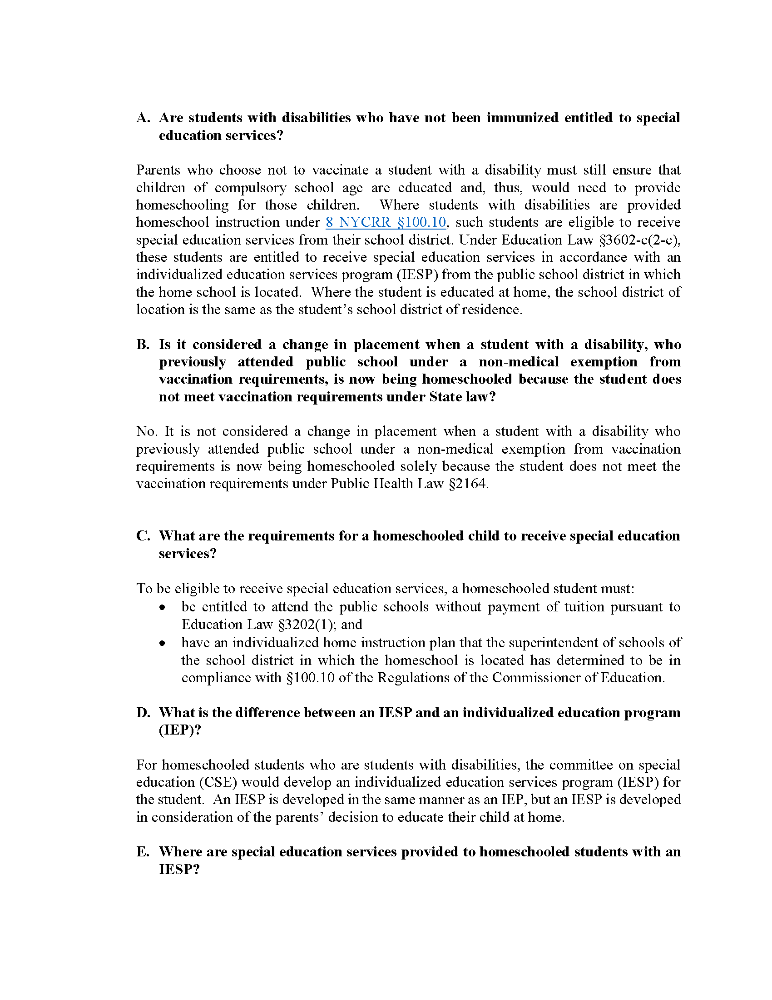 A. Are students with disabilities who have not been immunized entitled to special
education services?
Parents who choose not to vaccinate a student with a disability must still ensure that
children of compulsory school age are educated and, thus, would need to provide
homeschooling for those children.  Where students with disabilities are provided
homeschool instruction under 8 NYCRR §100.10, such students are eligible to receive
special education services from their school district. Under Education Law §3602-c(2-c),
these students are entitled to receive special education services in accordance with an
individualized education services program (IESP) from the public school district in which
the home school is located.  Where the student is educated at home, the school district of
location is the same as the student’s school district of residence.
B. Is it considered a change in placement when a student with a disability, who
previously attended public school under a non-medical exemption from
vaccination requirements, is now being homeschooled because the student does
not meet vaccination requirements under State law?
No. It is not considered a change in placement when a student with a disability who
previously attended public school under a non-medical exemption from vaccination
requirements is now being homeschooled solely because the student does not meet the
vaccination requirements under Public Health Law §2164.
C. What are the requirements for a homeschooled child to receive special education
services?
To be eligible to receive special education services, a homeschooled student must:
• be entitled to attend the public schools without payment of tuition pursuant to
Education Law §3202(1); and
• have an individualized home instruction plan that the superintendent of schools of
the school district in which the homeschool is located has determined to be in
compliance with §100.10 of the Regulations of the Commissioner of Education.
D. What is the difference between an IESP and an individualized education program
(IEP)?
For homeschooled students who are students with disabilities, the committee on special
education (CSE) would develop an individualized education services program (IESP) for
the student.  An IESP is developed in the same manner as an IEP, but an IESP is developed
in consideration of the parents’ decision to educate their child at home.
E. Where are special education services provided to homeschooled students with an
IESP?